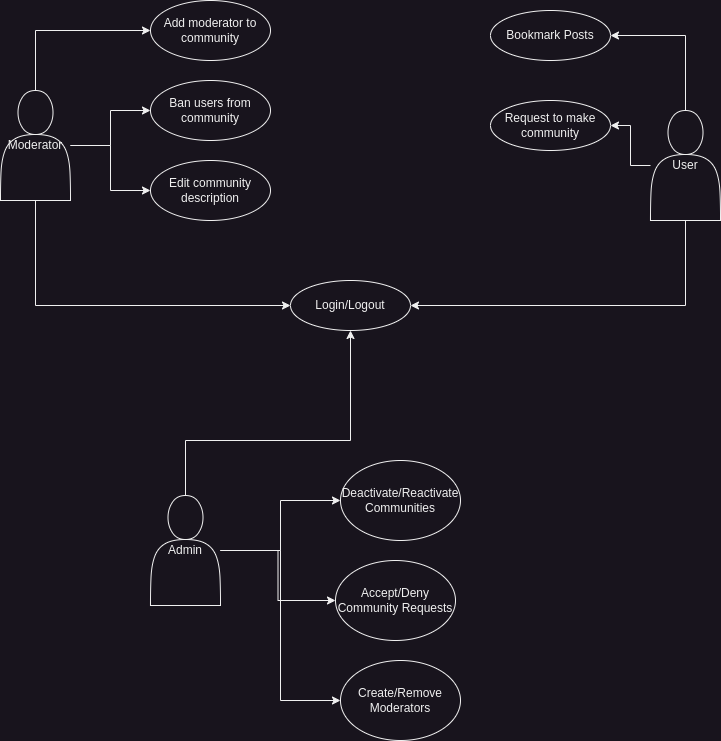 Add moderator to
community
Bookmark Posts
Ban users from
community
Request to make
community
Moderator
User
Edit community
description
Login/Logout
Deactivate/Reactivate
Communities
Admin
Accept/Deny
Community Requests
Create/Remove
Moderators